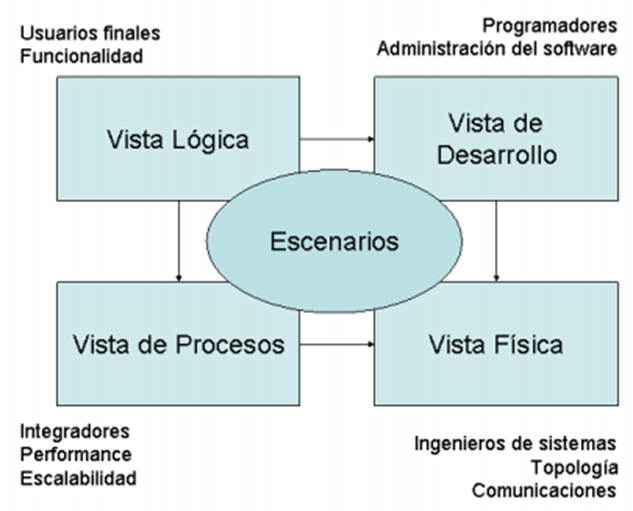 Usuarios finales
Funcionalidad
Programadores
Administración del software
Vista Lógica
Vista de
Desarrollo
Escenarios
Vista de Procesos
Vista Física
Integradores
Performance
Escalabilidad
Ingenieros de sistemas
Topología
Comunicaciones